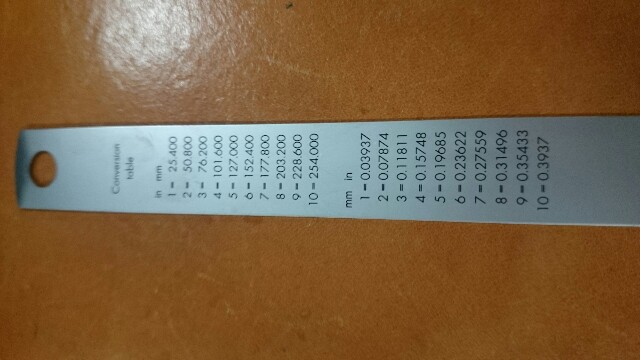 Conversion
table
in mm
1 = 25.400
2 = 50.800
3 = 76.200
4 = 101.600
5 = 127.000
6 = 152.400
7 = 177.800
8 = 203.200
9 = 228.600
10 = 254.000
mm in
1 = 0.03937
2 = 0.07874
3 = 0.11811
4 = 0.15748
5 = 0.19685
6 = 0.23622
7 = 0.27559
8 = 0.31496
9 = 0.35433
10 = 0.3937